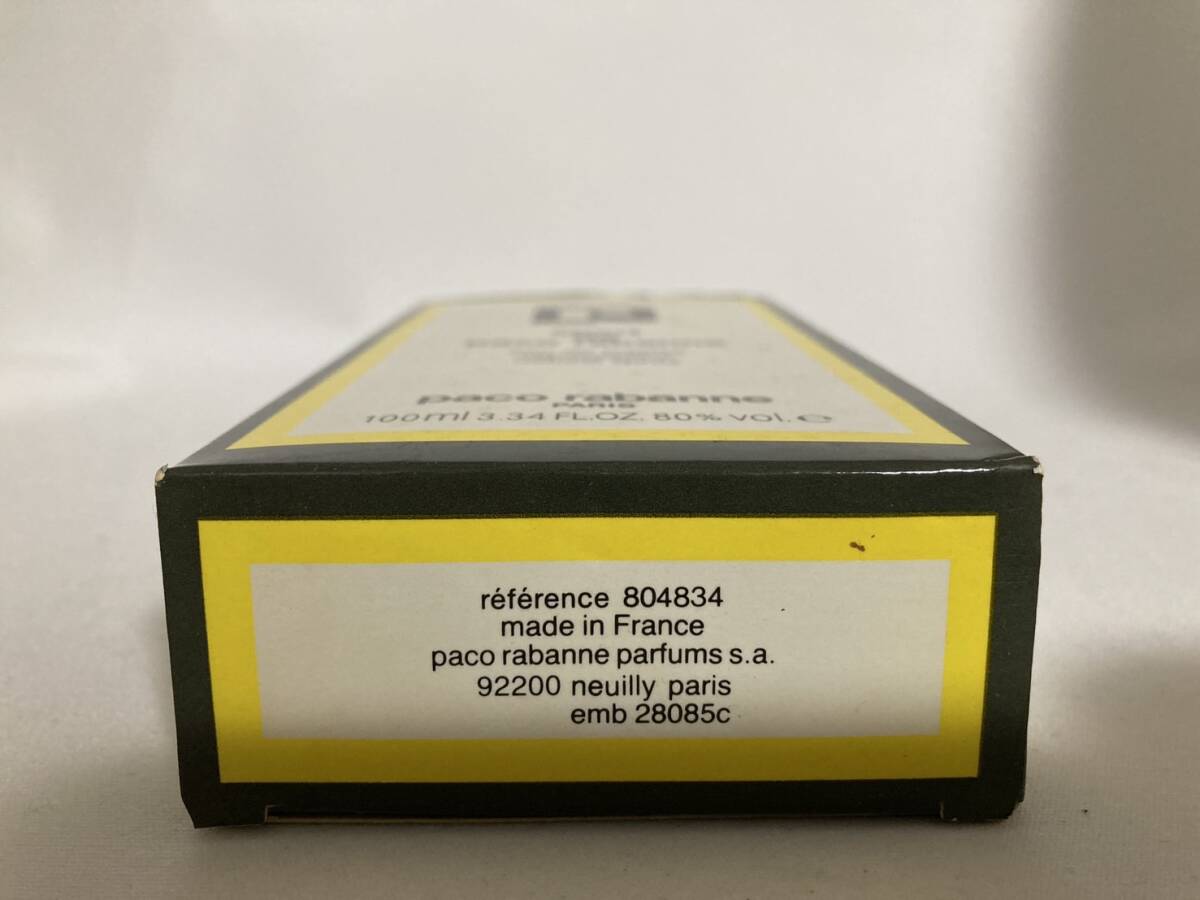 paco rabanne
PARIS
100ml 3.34 FL.OZ. 80% vol. ℮
référence 804834
made in France
paco rabanne parfums s.a.
92200 neuilly paris
emb 28085c